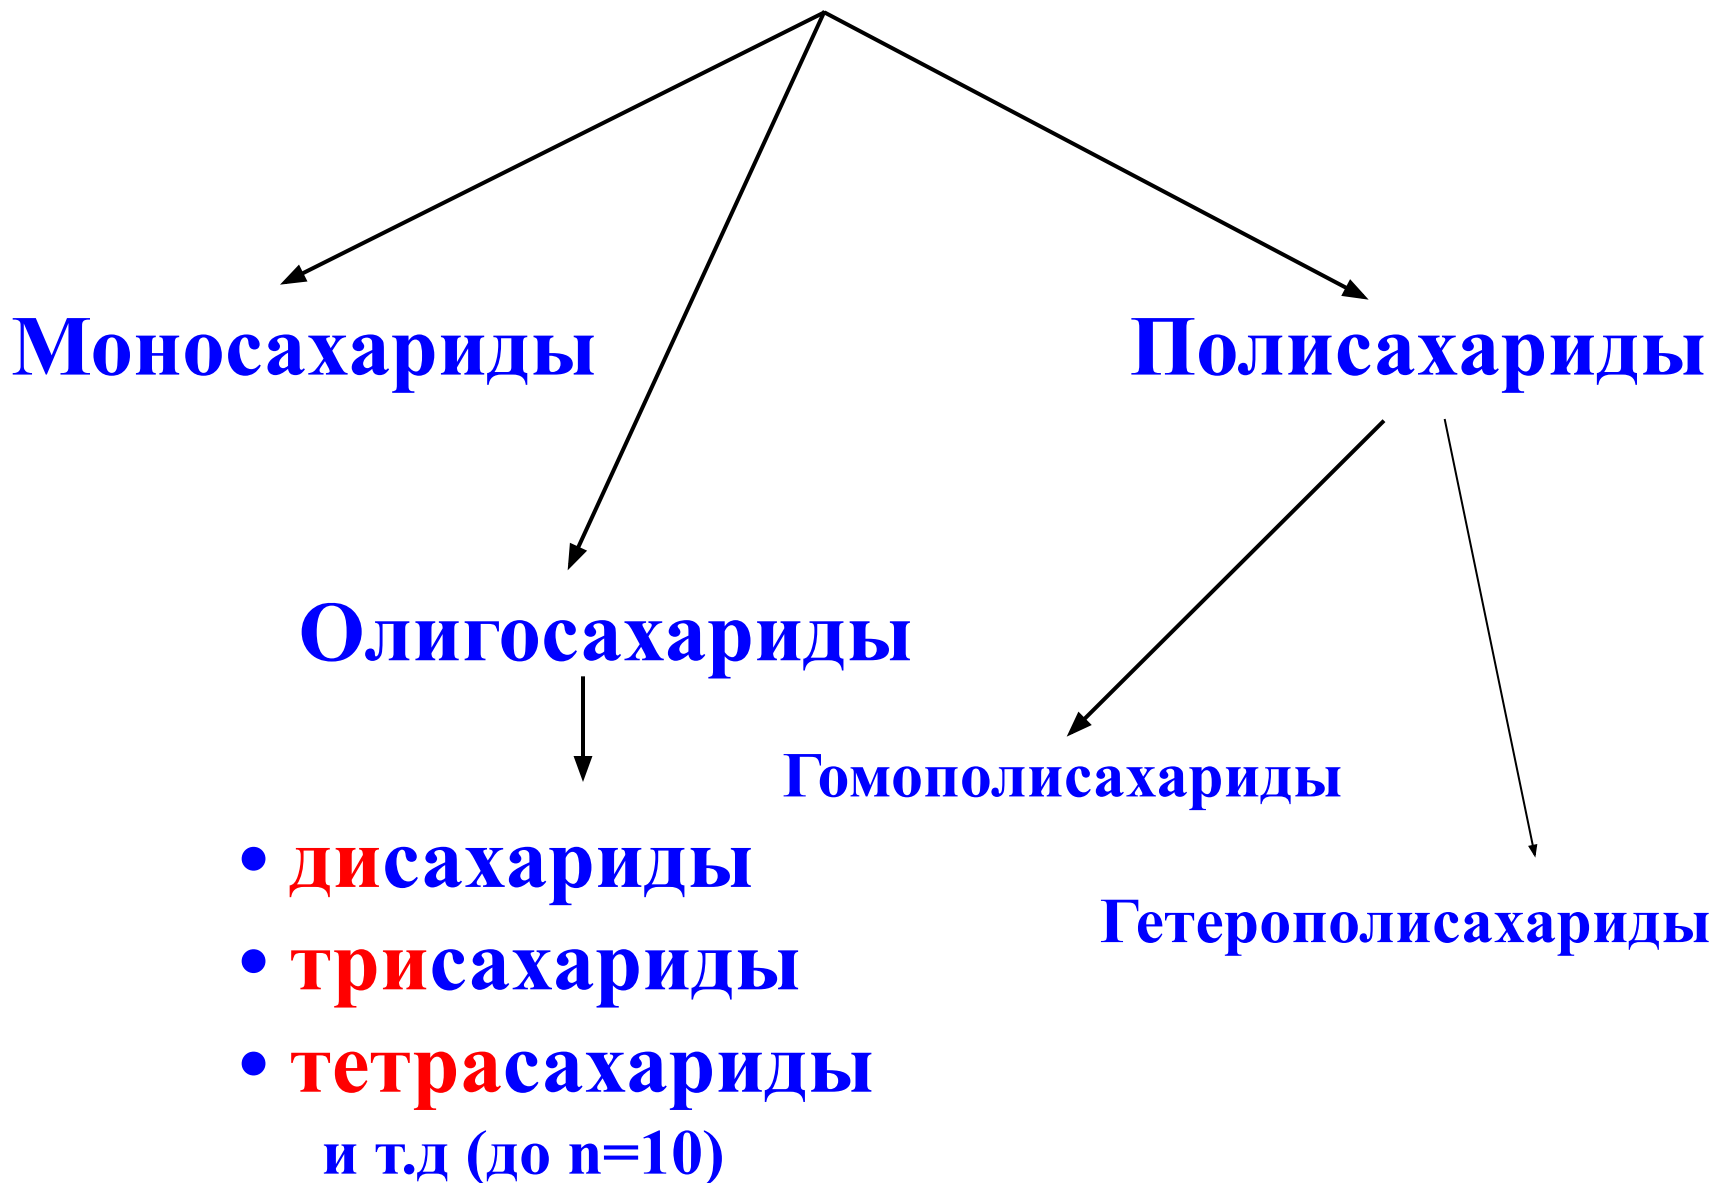 Моносахариды
Полисахариды
Олигосахариды
Гомополисахариды
• дисахариды
Гетерополисахариды
• трисахариды
• тетрасахариды
и т.д (до n=10)